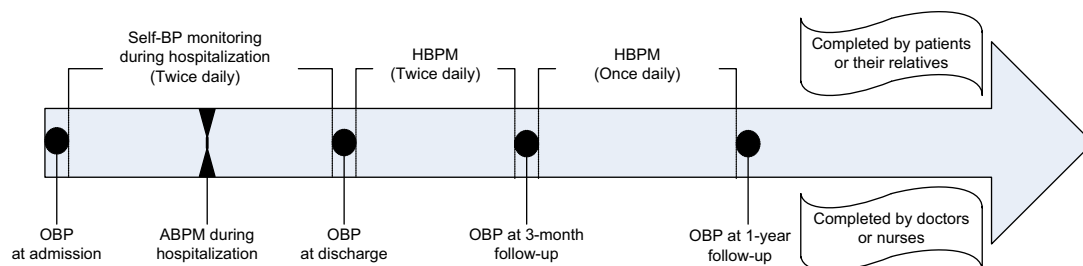 Self-BP monitoring
during hospitalization
(Twice daily)
HBPM
(Twice daily)
HBPM
(Once daily)
Completed by patients
or their relatives
OBP
at admission
ABPM during
hospitalization
OBP
at discharge
OBP at 3-month
follow-up
OBP at 1-year
follow-up
Completed by doctors
or nurses